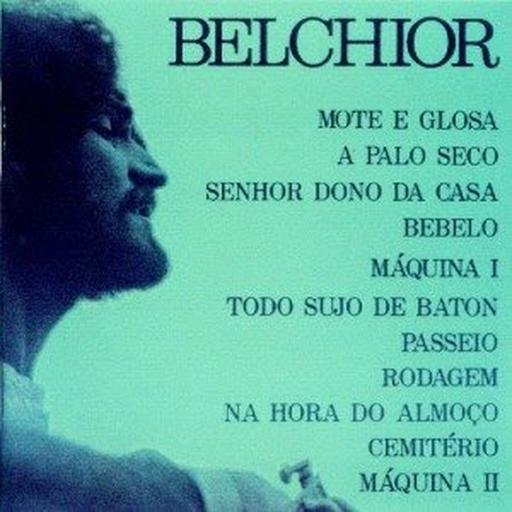 BELCHIOR
MOTE E GLOSA
A PALO SECO
SENHOR DONO DA CASA
BEBELO
MÁQUINA I
TODO SUJO DE BATON
PASSEIO
RODAGEM
NA HORA DO ALMOÇO
CEMITÉRIO
MÁQUINA II